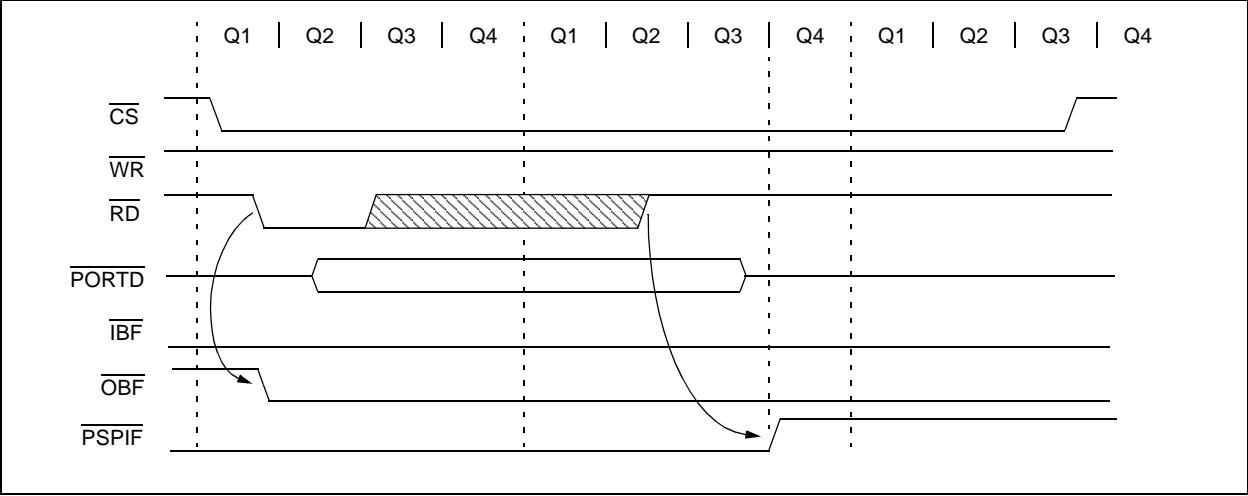 Q1 | Q2 | Q3 | Q4 Q1 | Q2 | Q3 | Q4 Q1 | Q2 | Q3 | Q4
CS
WR
RD
PORTD
IBF
OBF
PSPIF